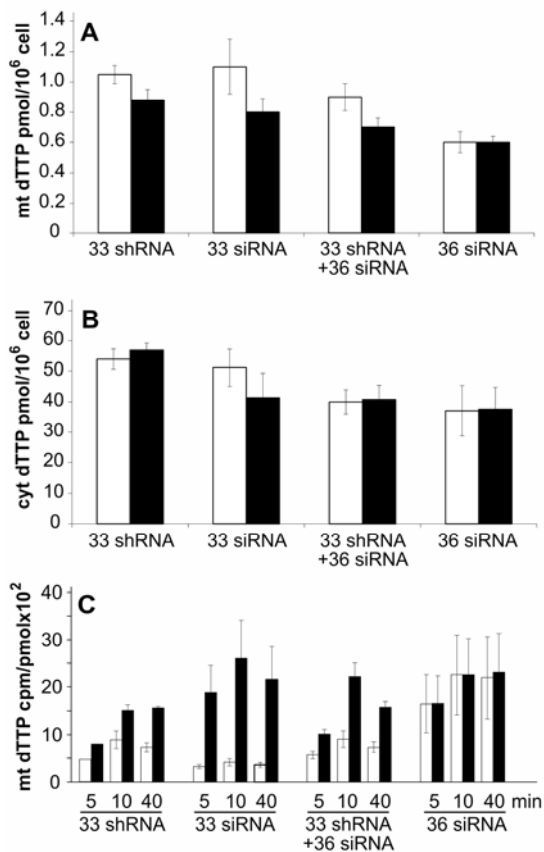 A
mt dTTP pmol/10⁶ cell
1.4
1.2
1.0
0.8
0.6
0.4
0.2
0
33 shRNA
33 siRNA
33 shRNA
+36 siRNA
36 siRNA
B
cyt dTTP pmol/10⁶ cell
70
60
50
40
30
20
10
0
33 shRNA
33 siRNA
33 shRNA
+36 siRNA
36 siRNA
C
mt dTTP cpm/pmolx10²
40
30
20
10
0
5 10 40 5 10 40 5 10 40 5 10 40 min
33 shRNA
33 siRNA
33 shRNA
+36 siRNA
36 siRNA